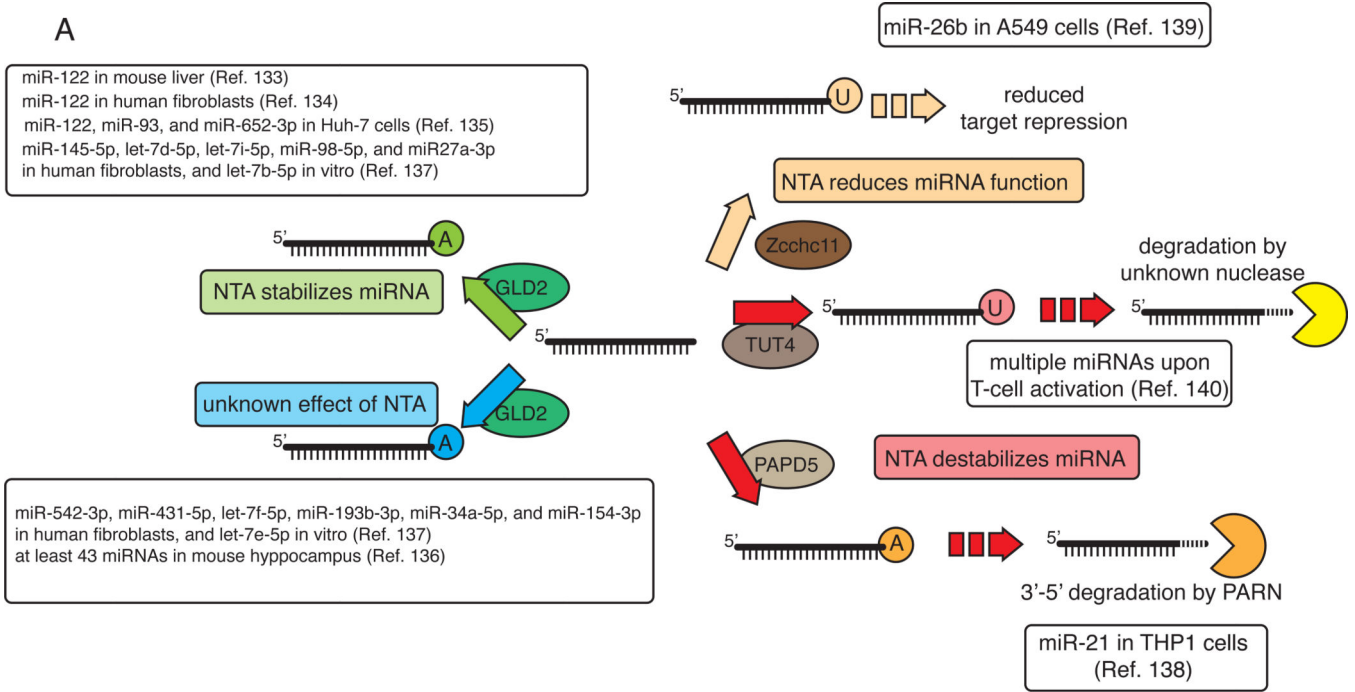 A
miR-122 in mouse liver (Ref. 133)
miR-122 in human fibroblasts (Ref. 134)
miR-122, miR-93, and miR-652-3p in Huh-7 cells (Ref. 135)
miR-145-5p, let-7d-5p, let-7i-5p, miR-98-5p, and miR27a-3p
in human fibroblasts, and let-7b-5p in vitro (Ref. 137)
5’
A
NTA stabilizes miRNA
GLD2
5’
unknown effect of NTA
GLD2
5’
A
miR-542-3p, miR-431-5p, let-7f-5p, miR-193b-3p, miR-34a-5p, and miR-154-3p
in human fibroblasts, and let-7e-5p in vitro (Ref. 137)
at least 43 miRNAs in mouse hyppocampus (Ref. 136)
miR-26b in A549 cells (Ref. 139)
5’
U
reduced
target repression
NTA reduces miRNA function
Zcchc11
TUT4
5’
U
degradation by
unknown nuclease
5’
multiple miRNAs upon
T-cell activation (Ref. 140)
PAPD5
NTA destabilizes miRNA
5’
A
5’
3’-5’ degradation by PARN
miR-21 in THP1 cells
(Ref. 138)